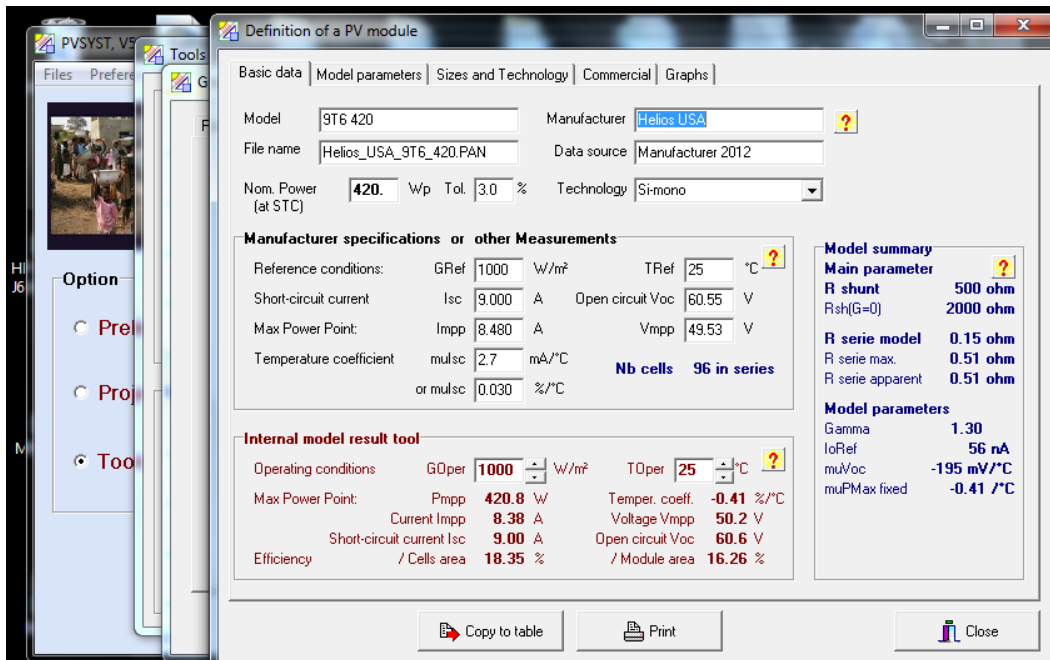 PVSYST, V5
Files Prefere
Tools
G
F
HI
J6
M
Option
Prel
Proj
Too
Definition of a PV module
Basic data Model parameters Sizes and Technology Commercial Graphs
Model 9T6 420 Manufacturer Helios USA ?
File name Helios_USA_9T6_420.PAN Data source Manufacturer 2012
Nom. Power 420. Wp Tol. 3.0 % Technology Si-mono
(at STC)
Manufacturer specifications or other Measurements
Reference conditions: GRef 1000 W/m² TRef 25 °C ?
Short-circuit current Isc 9.000 A Open circuit Voc 60.55 V
Max Power Point: Impp 8.480 A Vmpp 49.53 V
Temperature coefficient muIsc 2.7 mA/°C
Nb cells 96 in series
or muIsc 0.030 %/°C
Internal model result tool
Operating conditions GOper 1000 W/m² TOper 25 °C ?
Max Power Point: Pmpp 420.8 W Temper. coeff. -0.41 %/°C
Current Impp 8.38 A Voltage Vmpp 50.2 V
Short-circuit current Isc 9.00 A Open circuit Voc 60.6 V
Efficiency / Cells area 18.35 % / Module area 16.26 %
Model summary
Main parameter ?
R shunt 500 ohm
Rsh(G=0) 2000 ohm
R serie model 0.15 ohm
R serie max. 0.51 ohm
R serie apparent 0.51 ohm
Model parameters
Gamma 1.30
IoRef 56 nA
muVoc -195 mV/°C
muPMax fixed -0.41 /°C
Copy to table Print Close